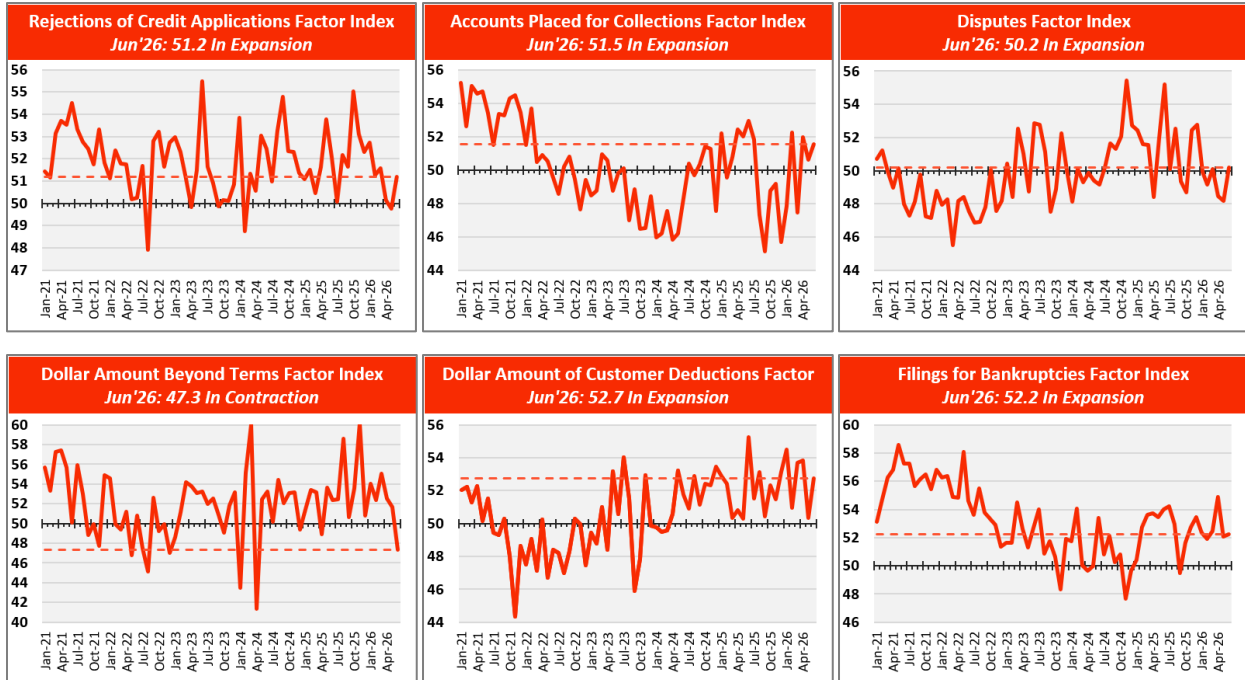 Rejections of Credit Applications Factor Index
Jun'26: 51.2 In Expansion
56
55
54
53
52
51
50
49
48
47
Jan-21
Apr-21
Jul-21
Oct-21
Jan-22
Apr-22
Jul-22
Oct-22
Jan-23
Apr-23
Jul-23
Oct-23
Jan-24
Apr-24
Jul-24
Oct-24
Jan-25
Apr-25
Jul-25
Oct-25
Jan-26
Apr-26
Accounts Placed for Collections Factor Index
Jun'26: 51.5 In Expansion
56
54
52
50
48
46
44
Jan-21
Apr-21
Jul-21
Oct-21
Jan-22
Apr-22
Jul-22
Oct-22
Jan-23
Apr-23
Jul-23
Oct-23
Jan-24
Apr-24
Jul-24
Oct-24
Jan-25
Apr-25
Jul-25
Oct-25
Jan-26
Apr-26
Disputes Factor Index
Jun'26: 50.2 In Expansion
56
54
52
50
48
46
44
Jan-21
Apr-21
Jul-21
Oct-21
Jan-22
Apr-22
Jul-22
Oct-22
Jan-23
Apr-23
Jul-23
Oct-23
Jan-24
Apr-24
Jul-24
Oct-24
Jan-25
Apr-25
Jul-25
Oct-25
Jan-26
Apr-26
Dollar Amount Beyond Terms Factor Index
Jun'26: 47.3 In Contraction
60
58
56
54
52
50
48
46
44
42
40
Jan-21
Apr-21
Jul-21
Oct-21
Jan-22
Apr-22
Jul-22
Oct-22
Jan-23
Apr-23
Jul-23
Oct-23
Jan-24
Apr-24
Jul-24
Oct-24
Jan-25
Apr-25
Jul-25
Oct-25
Jan-26
Apr-26
Dollar Amount of Customer Deductions Factor
Jun'26: 52.7 In Expansion
56
54
52
50
48
46
44
Jan-21
Apr-21
Jul-21
Oct-21
Jan-22
Apr-22
Jul-22
Oct-22
Jan-23
Apr-23
Jul-23
Oct-23
Jan-24
Apr-24
Jul-24
Oct-24
Jan-25
Apr-25
Jul-25
Oct-25
Jan-26
Apr-26
Filings for Bankruptcies Factor Index
Jun'26: 52.2 In Expansion
60
58
56
54
52
50
48
46
Jan-21
Apr-21
Jul-21
Oct-21
Jan-22
Apr-22
Jul-22
Oct-22
Jan-23
Apr-23
Jul-23
Oct-23
Jan-24
Apr-24
Jul-24
Oct-24
Jan-25
Apr-25
Jul-25
Oct-25
Jan-26
Apr-26